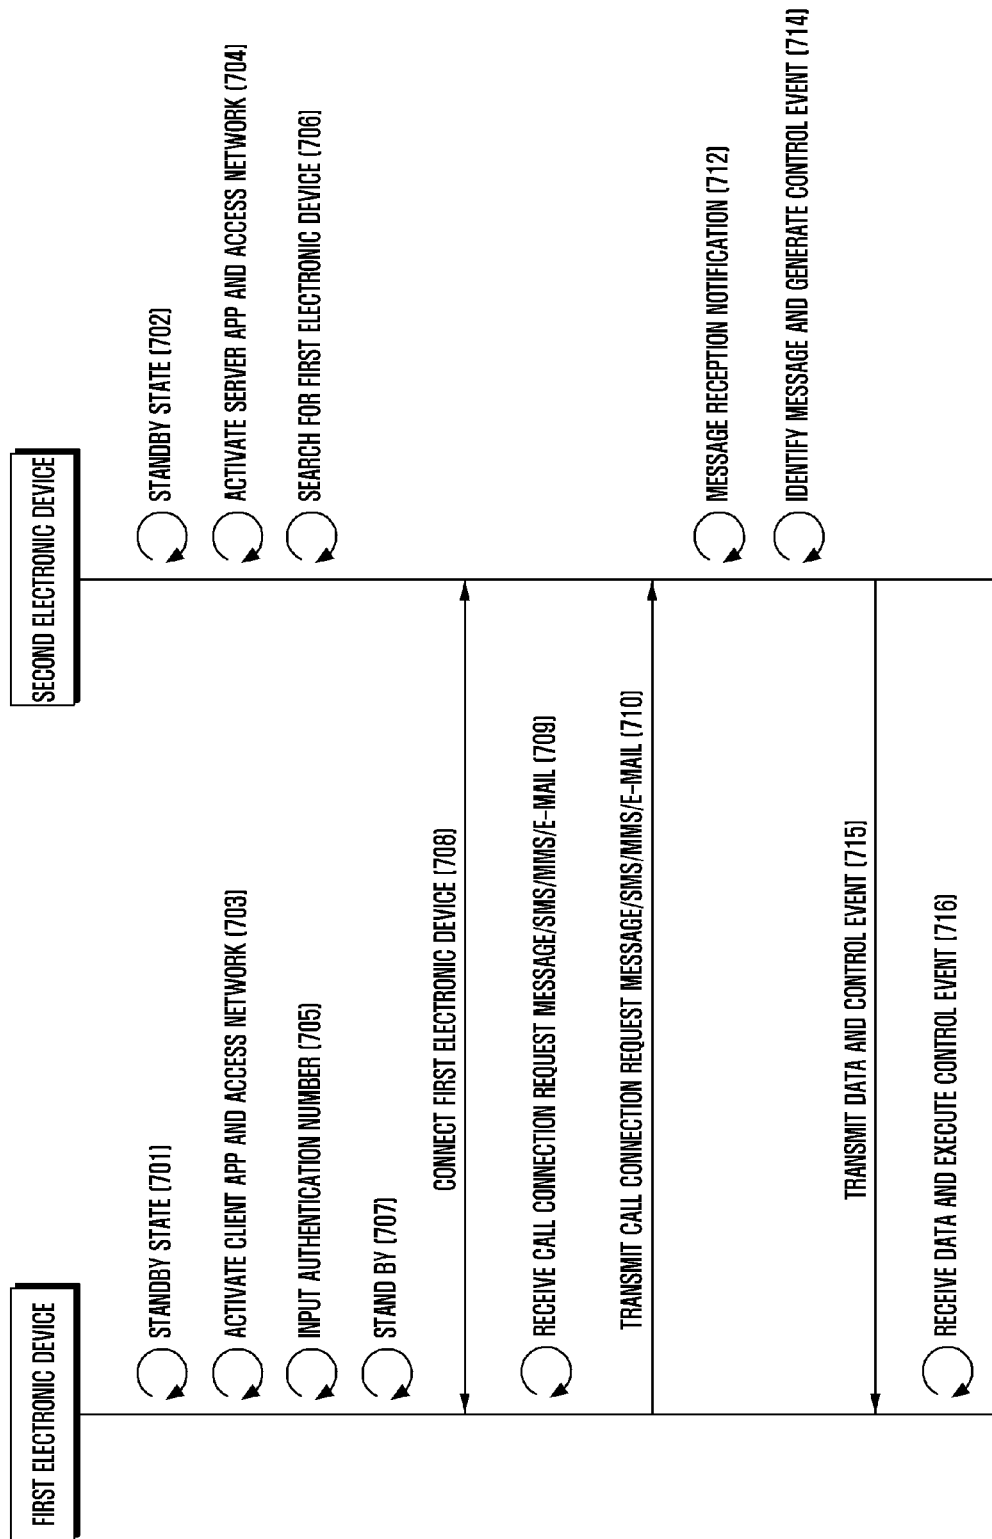 FIRST ELECTRONIC DEVICE
SECOND ELECTRONIC DEVICE
STANDBY STATE (701)
STANDBY STATE (702)
ACTIVATE CLIENT APP AND ACCESS NETWORK (703)
ACTIVATE SERVER APP AND ACCESS NETWORK (704)
INPUT AUTHENTICATION NUMBER (705)
SEARCH FOR FIRST ELECTRONIC DEVICE (706)
STAND BY (707)
CONNECT FIRST ELECTRONIC DEVICE (708)
RECEIVE CALL CONNECTION REQUEST MESSAGE/SMS/MMS/E-MAIL (709)
TRANSMIT CALL CONNECTION REQUEST MESSAGE/SMS/MMS/E-MAIL (710)
MESSAGE RECEPTION NOTIFICATION (712)
IDENTIFY MESSAGE AND GENERATE CONTROL EVENT (714)
TRANSMIT DATA AND CONTROL EVENT (715)
RECEIVE DATA AND EXECUTE CONTROL EVENT (716)